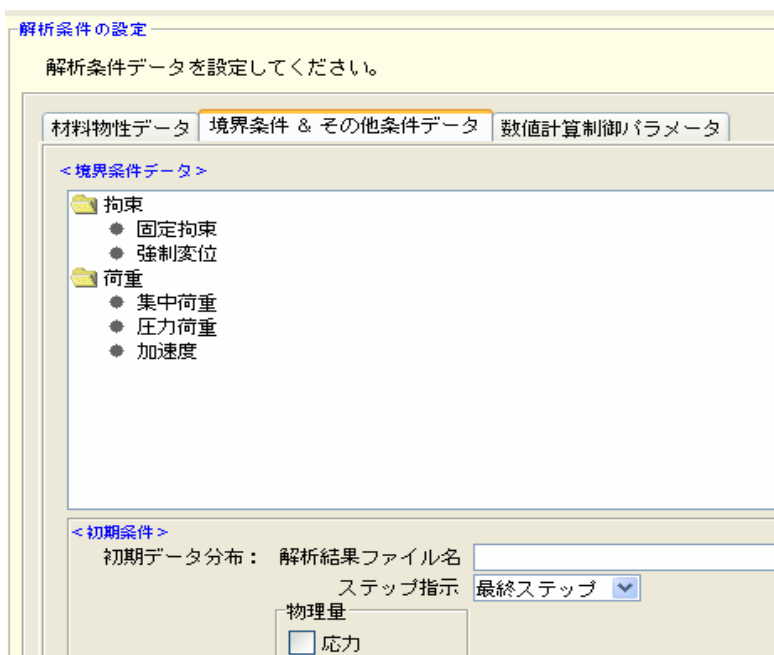 解析条件の設定
解析条件データを設定してください。
材料物性データ 境界条件 & その他条件データ 数値計算制御パラメータ
<境界条件データ>
拘束
固定拘束
強制変位
荷重
集中荷重
圧力荷重
加速度
<初期条件>
初期データ分布： 解析結果ファイル名
ステップ指示 最終ステップ
物理量
応力